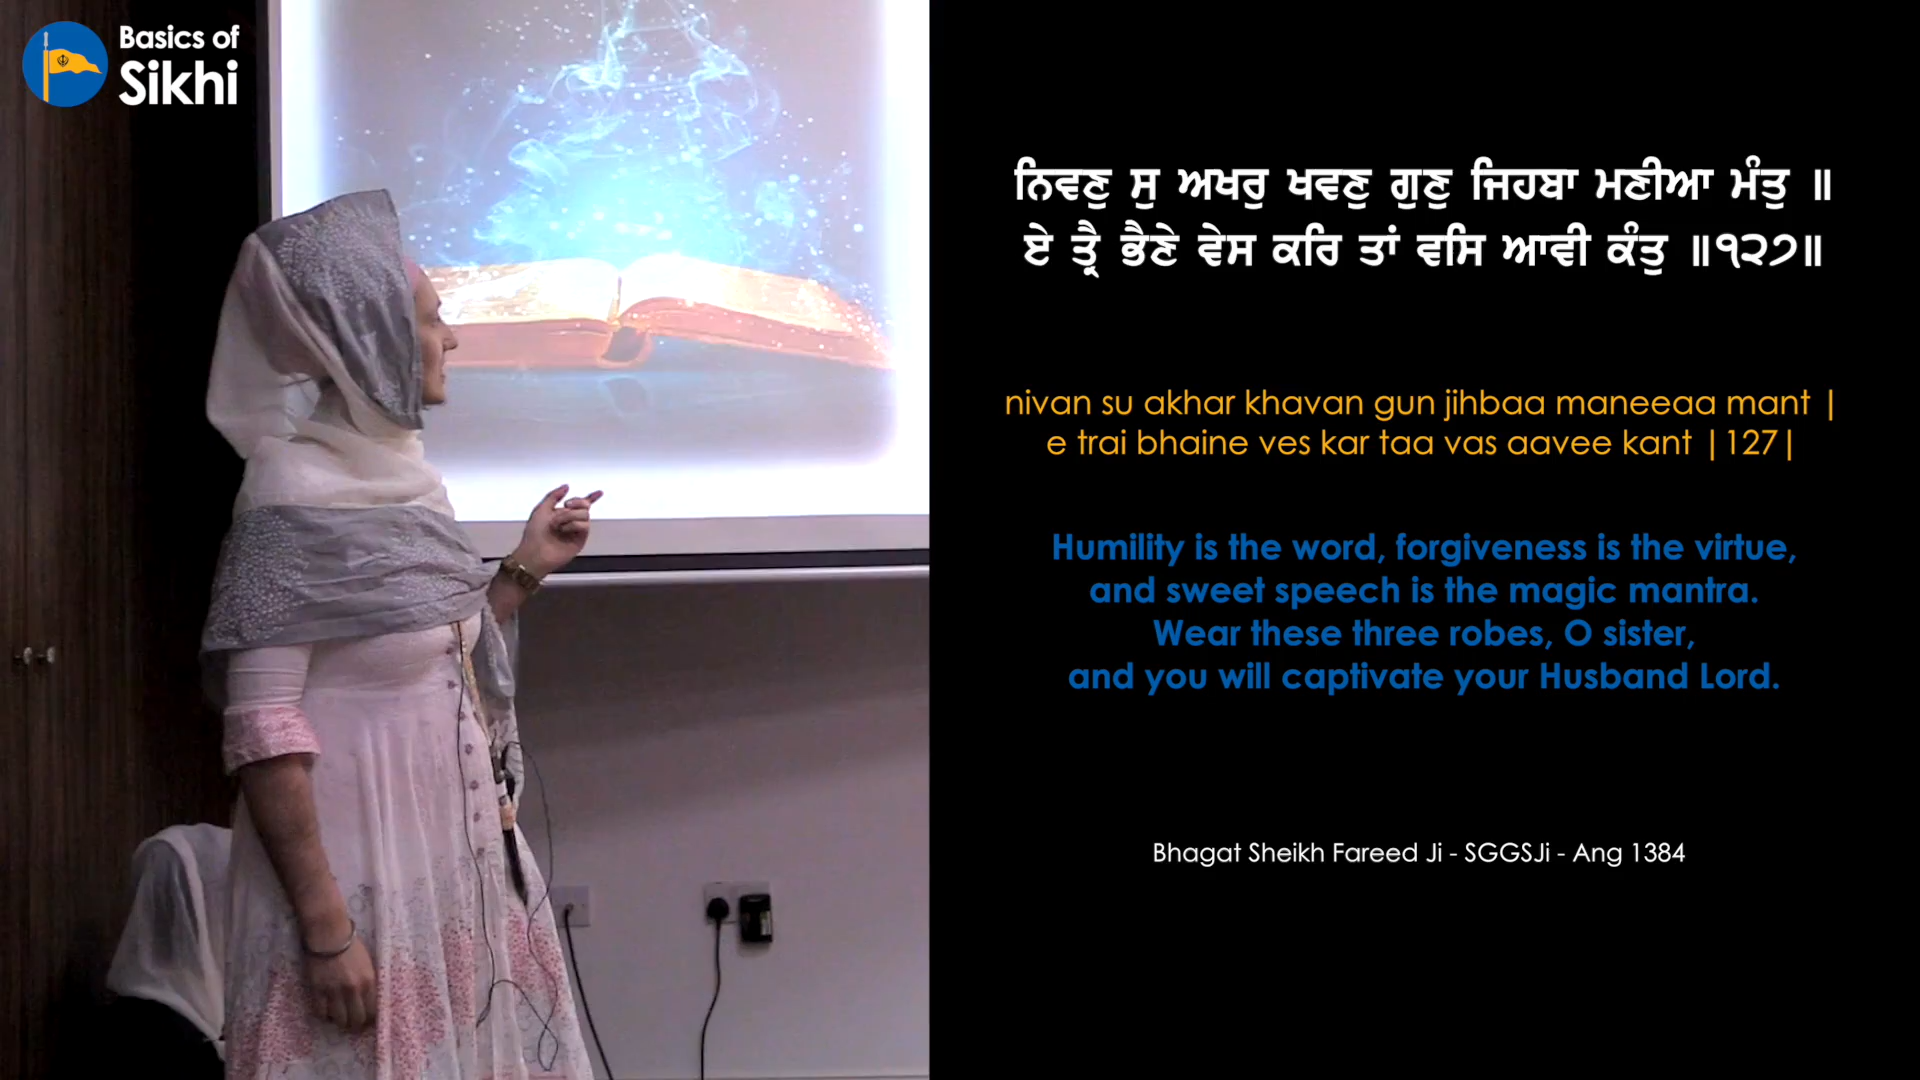 Basics of
Sikhi
ਨਿਵਣੁ ਸੁ ਅਖਰੁ ਖਵਣੁ ਗੁਣੁ ਜਿਹਬਾ ਮਣੀਆ ਮੰਤੁ ॥
ਏ ਤ੍ਰੈ ਭੈਣੇ ਵੇਸ ਕਰਿ ਤਾਂ ਵਸਿ ਆਵੀ ਕੰਤੁ ॥੧੨੭॥
nivan su akhar khavan gun jihbaa maneeaa mant |
e trai bhaine ves kar taa vas aavee kant |127|
Humility is the word, forgiveness is the virtue,
and sweet speech is the magic mantra.
Wear these three robes, O sister,
and you will captivate your Husband Lord.
Bhagat Sheikh Fareed Ji - SGGSJi - Ang 1384